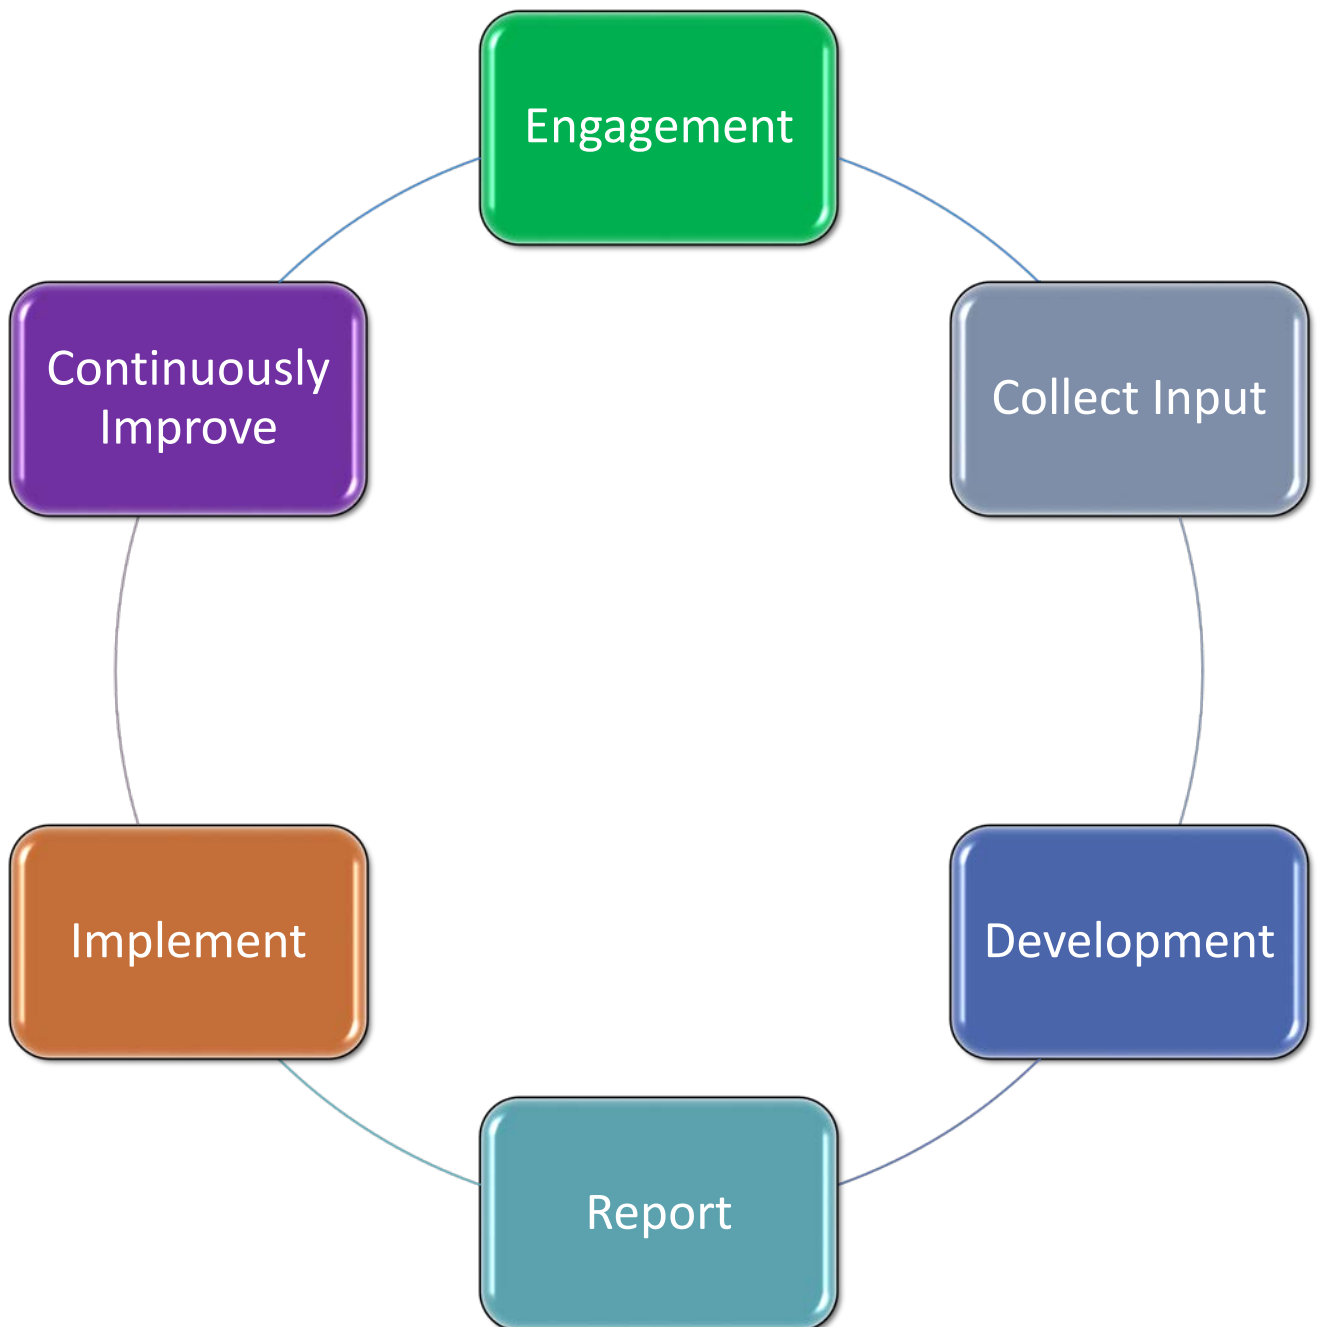 Engagement
Collect Input
Development
Report
Implement
Continuously
Improve